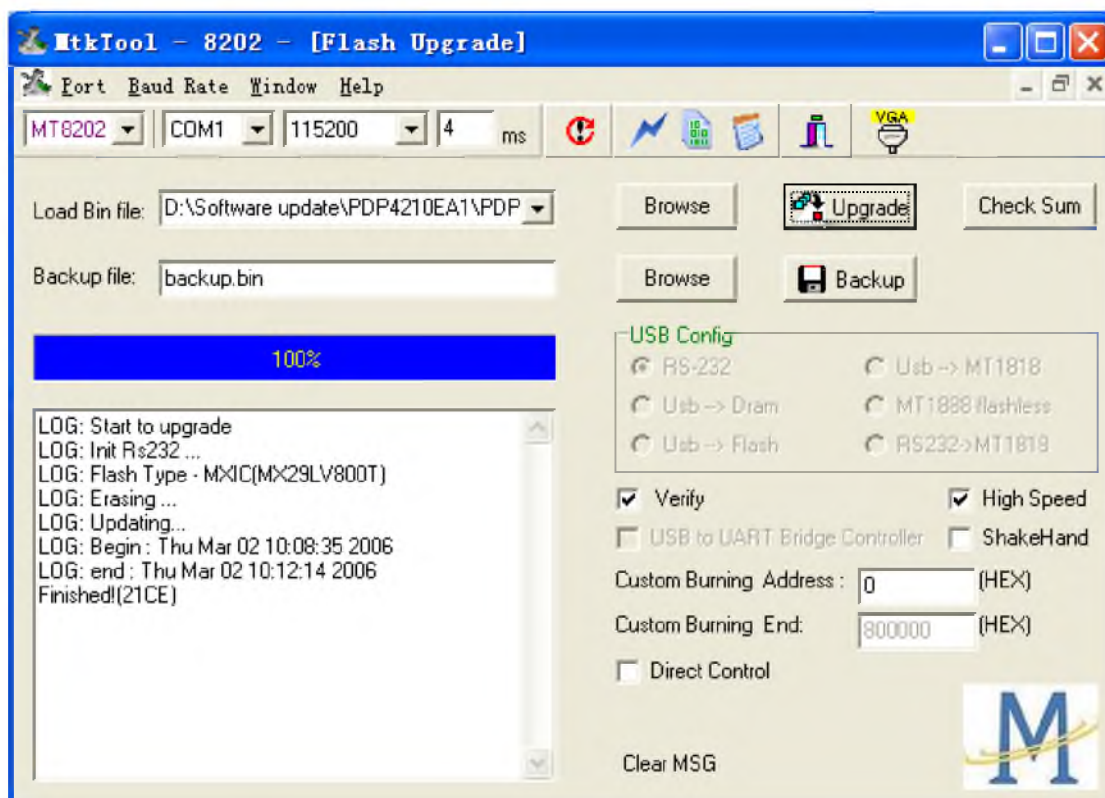 MtkTool - 8202 - [Flash Upgrade]
Port Baud Rate Window Help
MT8202 COM1 115200 4 ms VGA
Load Bin file: D:\Software update\PDP4210EA1\PDP Browse Upgrade Check Sum
Backup file: backup.bin Browse Backup
100%
USB Config
RS-232 Usb --> MT1818
Usb --> Dram MT1888 flashless
Usb --> Flash RS232->MT1818
LOG: Start to upgrade
LOG: Init Rs232 ...
LOG: Flash Type - MXIC(MX29LV800T)
LOG: Erasing ...
LOG: Updating...
LOG: Begin : Thu Mar 02 10:08:35 2006
LOG: end : Thu Mar 02 10:12:14 2006
Finished!(21CE)
Verify High Speed
USB to UART Bridge Controller ShakeHand
Custom Burning Address : 0 (HEX)
Custom Burning End: 800000 (HEX)
Direct Control
Clear MSG
M